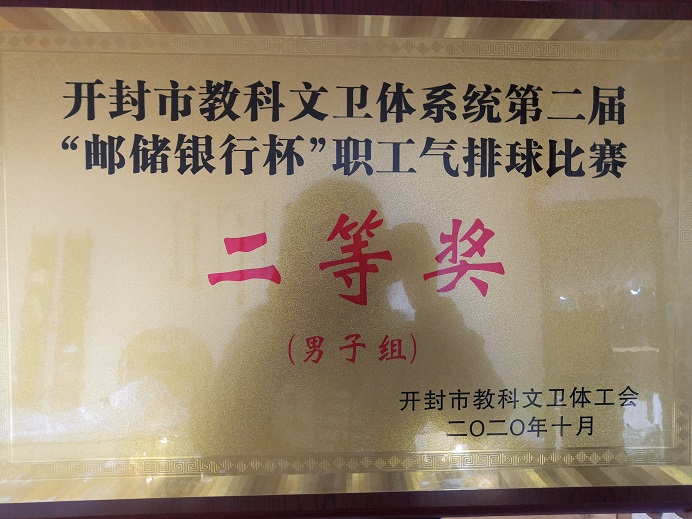 开封市教科文卫体系统第二届
“邮储银行杯”职工气排球比赛
二等奖
(男子组)
开封市教科文卫体工会
二〇二〇年十月